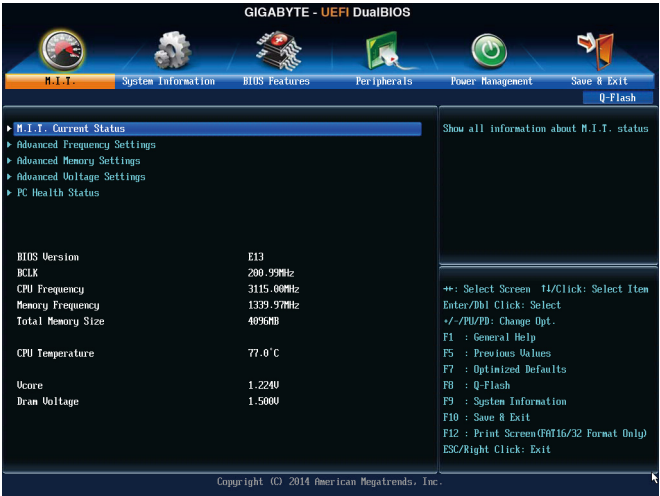 GIGABYTE - UEFI DualBIOS
M.I.T. System Information BIOS Features Peripherals Power Management Save & Exit
Q-Flash
M.I.T. Current Status
Advanced Frequency Settings
Advanced Memory Settings
Advanced Voltage Settings
PC Health Status
Show all information about M.I.T. status
BIOS Version E13
BCLK 200.99MHz
CPU Frequency 3115.00MHz
Memory Frequency 1339.97MHz
Total Memory Size 4096MB
CPU Temperature 77.0°C
Vcore 1.224V
Dram Voltage 1.500V
→←: Select Screen ↑↓/Click: Select Item
Enter/Dbl Click: Select
+/-/PU/PD: Change Opt.
F1 : General Help
F5 : Previous Values
F7 : Optimized Defaults
F8 : Q-Flash
F9 : System Information
F10 : Save & Exit
F12 : Print Screen(FAT16/32 Format Only)
ESC/Right Click: Exit
Copyright (C) 2014 American Megatrends, Inc.